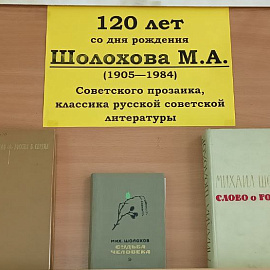 120 лет
со дня рождения
Шолохова М.А.
(1905—1984)
Советского прозаика,
классика русской советской
литературы
МИХАИЛ ШО
СЛОВО О РО
МИХ. ШОЛОХОВ
СУДЬБА
ЧЕЛОВЕКА